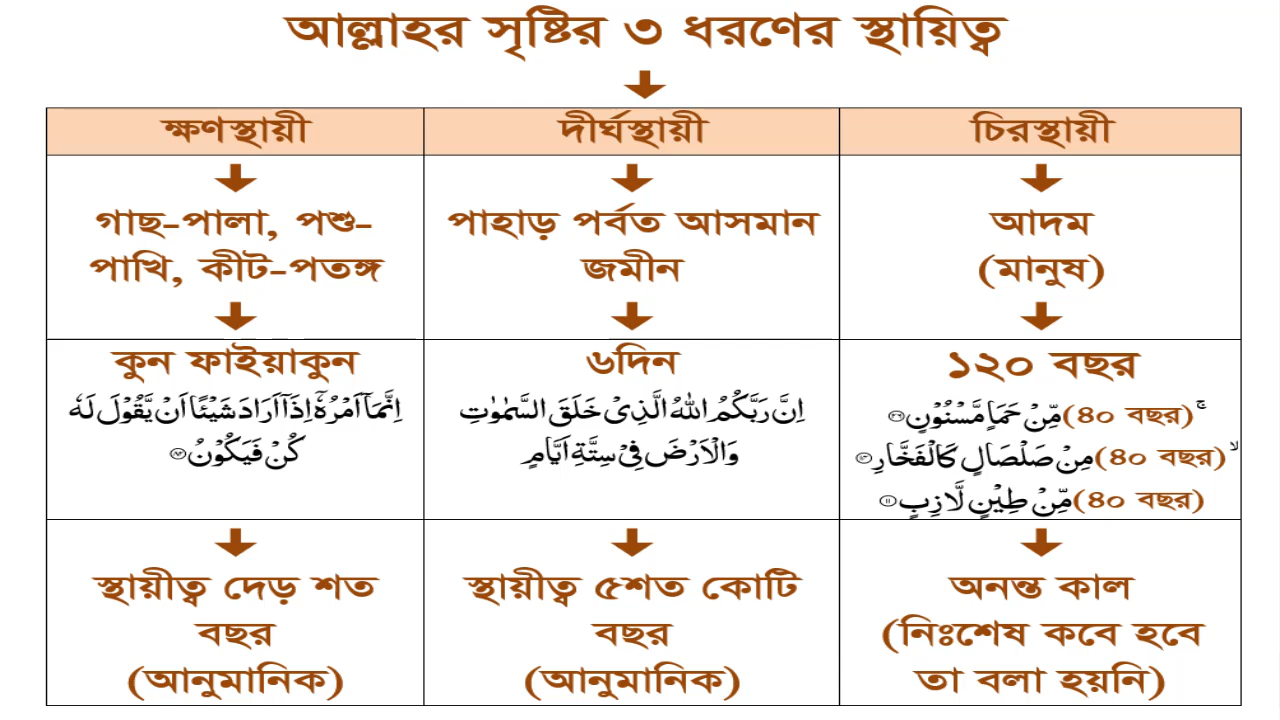 আল্লাহর সৃষ্টির ৩ ধরণের স্থায়িত্ব
ক্ষণস্থায়ী
গাছ-পালা, পশু-
পাখি, কীট-পতঙ্গ
কুন ফাইয়াকুন
اِنَّمَاۤ اَمْرُهٗۤ اِذَاۤ اَرَادَ شَيْـًٔا اَنْ يَّقُوْلَ لَهٗ
كُنْ فَيَكُوْنُ ﴿۸۲﴾
স্থায়ীত্ব দেড় শত
বছর
(আনুমানিক)
দীর্ঘস্থায়ী
পাহাড় পর্বত আসমান
জমীন
৬দিন
اِنَّ رَبَّكُمُ اللّٰهُ الَّذِىْ خَلَقَ السَّمٰوٰتِ
وَالْاَرْضَ فِىْ سِتَّةِ اَيَّامٍ
স্থায়ীত্ব ৫শত কোটি
বছর
(আনুমানিক)
চিরস্থায়ী
আদম
(মানুষ)
১২০ বছর
مِّنْ حَمَاٍ مَّسْنُوْنٍ (৪০ বছর)
مِنْ صَلْصَالٍ كَالْفَخَّارِ (৪০ বছর)
مِّنْ طِيْنٍ لَّازِبٍ ﴿۱۱﴾ (৪০ বছর)
অনন্ত কাল
(নিঃশেষ কবে হবে
তা বলা হয়নি)